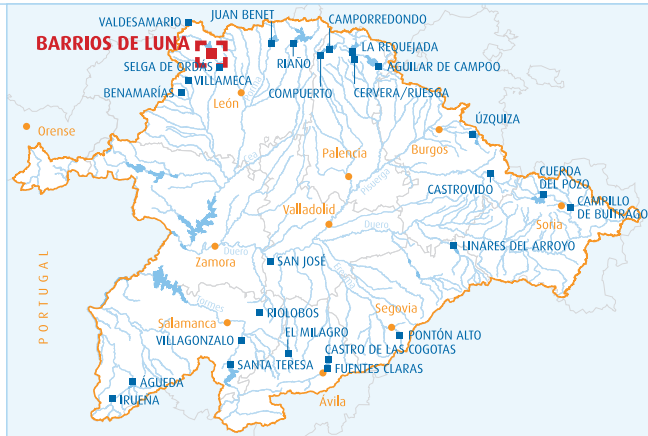 VALDESAMARIO
JUAN BENET
CAMPORREDONDO
BARRIOS DE LUNA
LA REQUEJADA
SELGA DE ORDÁS
RIAÑO
AGUILAR DE CAMPOO
VILLAMECA
BENAMARÍAS
León
COMPUERTO
CERVERA/RUESGA
ÚZQUIZA
Orense
Burgos
Palencia
Pisuerga
CASTROVIDO
CUERDA
DEL POZO
CAMPILLO
DE BUITRAGO
Soria
Valladolid
Duero
Duero
LINARES DEL ARROYO
Zamora
SAN JOSÉ
PORTUGAL
Tormes
RIOLOBOS
Segovia
Salamanca
EL MILAGRO
PONTÓN ALTO
VILLAGONZALO
CASTRO DE LAS COGOTAS
SANTA TERESA
FUENTES CLARAS
ÁGUEDA
IRUEÑA
Ávila